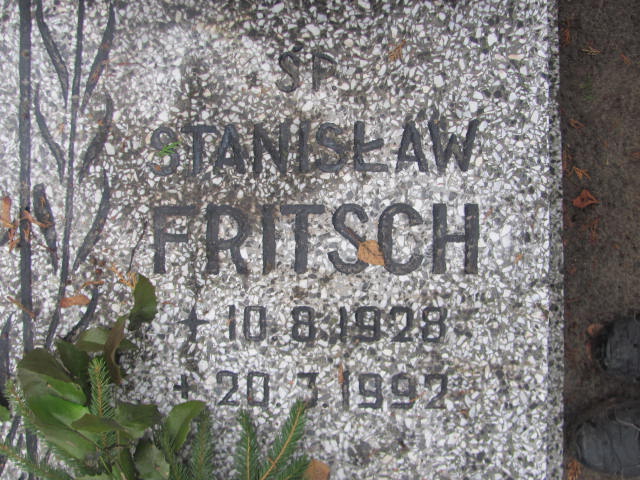 ŚP
STANISŁAW
FRITSCH
* 10.8.1928
+ 20.3.1992